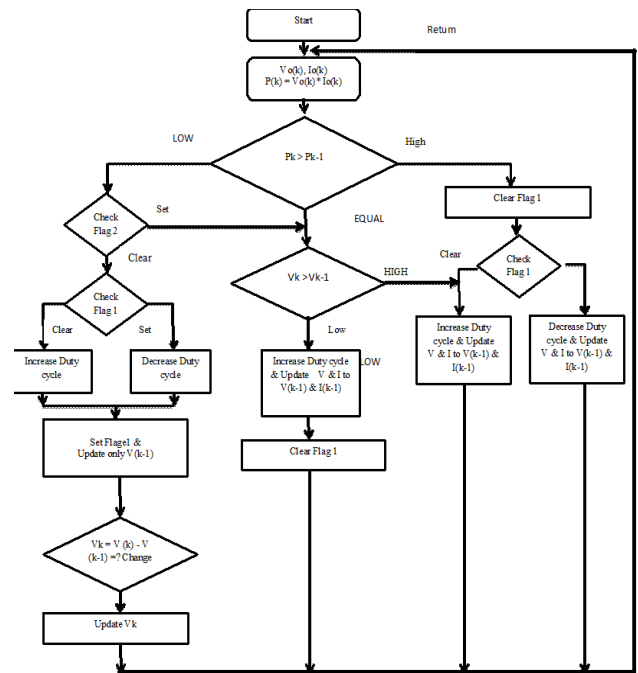 Start
Return
Vo(k), Io(k)
P(k) = Vo(k)* Io(k)
LOW
High
Pk > Pk-1
Clear Flag 1
Set
EQUAL
Check
Flag 2
Clear
Check
Flag 1
Vk >Vk-1
HIGH
Clear
Check
Flag 1
Clear
Set
Low
Increase Duty
cycle
Decrease Duty
cycle
Increase Duty cycle
& Update V & I to
V(k-1) & I(k-1)
LOW
Increase Duty
cycle & Update
V & I to V(k-1) &
I(k-1)
Decrease Duty
cycle & Update
V & I to V(k-1) &
I(k-1)
Set Flage1 &
Update only V(k-1)
Clear Flag 1
Vk = V (k) - V
(k-1) =? Change
Update Vk